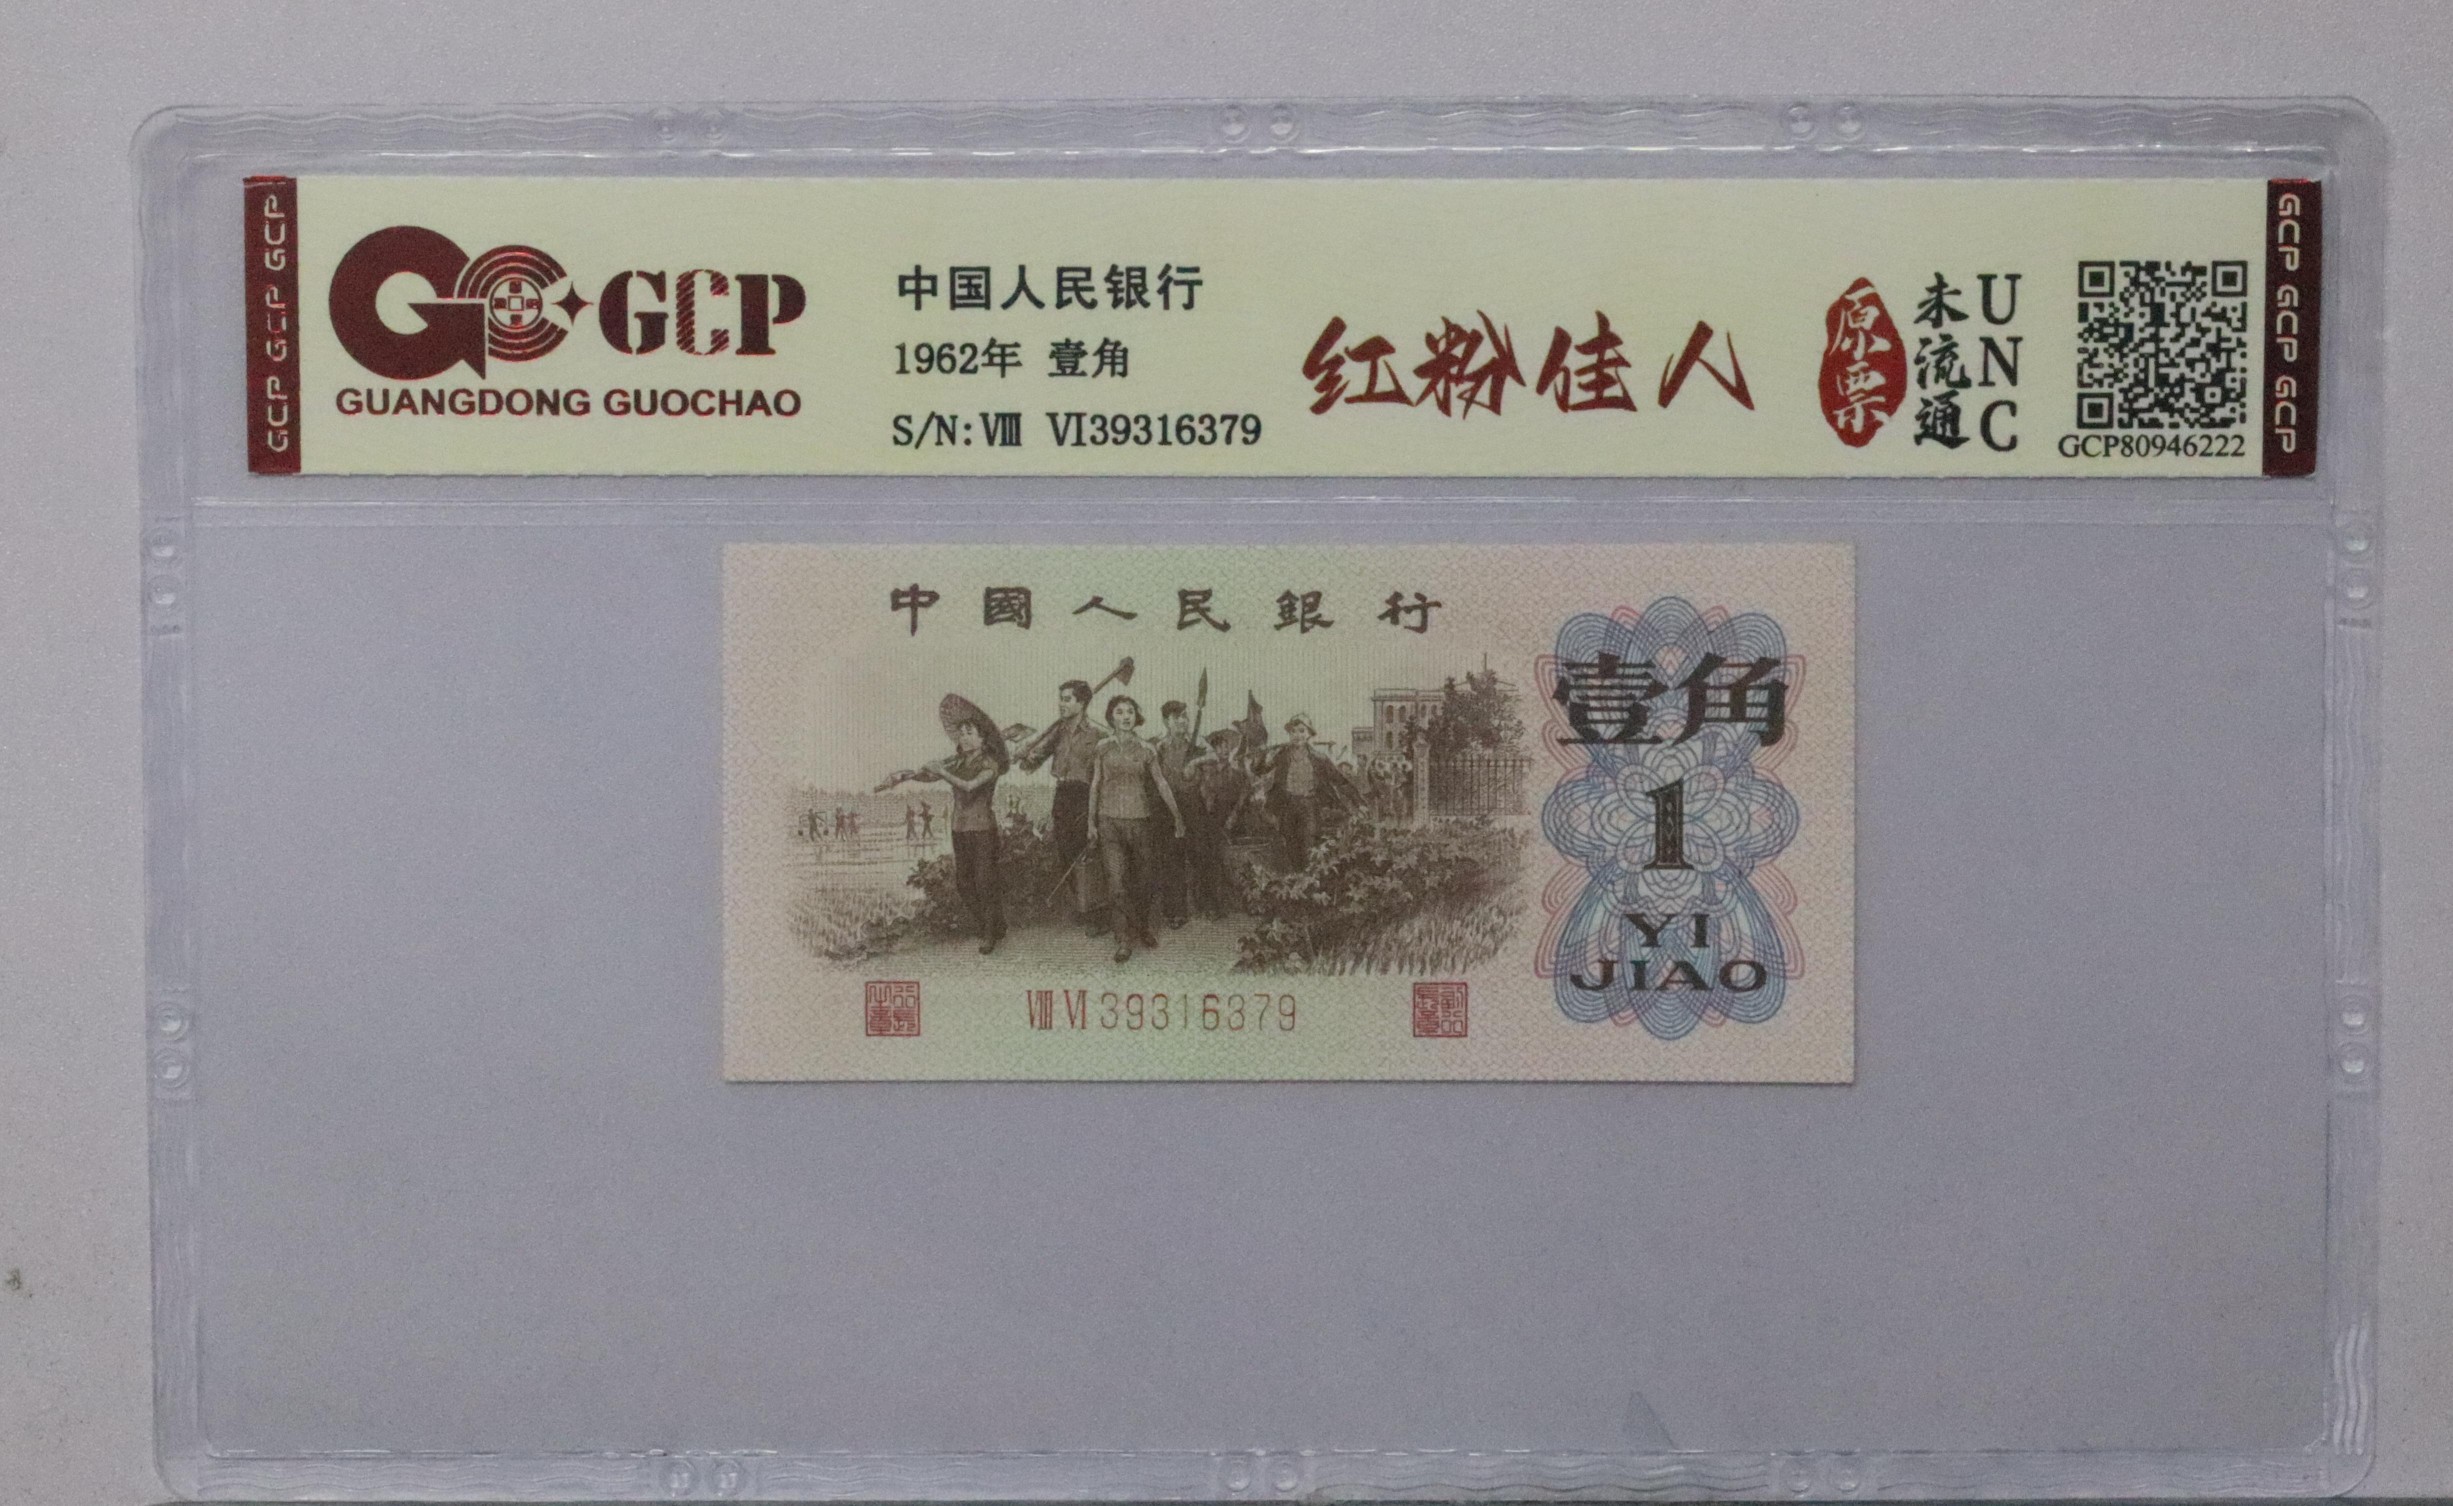 GCP GCP GCP
GCP
GUANGDONG GUOCHAO
中国人民银行
1962年 壹角
S/N:Ⅷ Ⅵ39316379
红粉佳人
原票
未流通
UNC
GCP80946222
GCP GCP GCP
中國人民銀行
壹角
1
YI
JIAO
Ⅷ Ⅵ 39316379